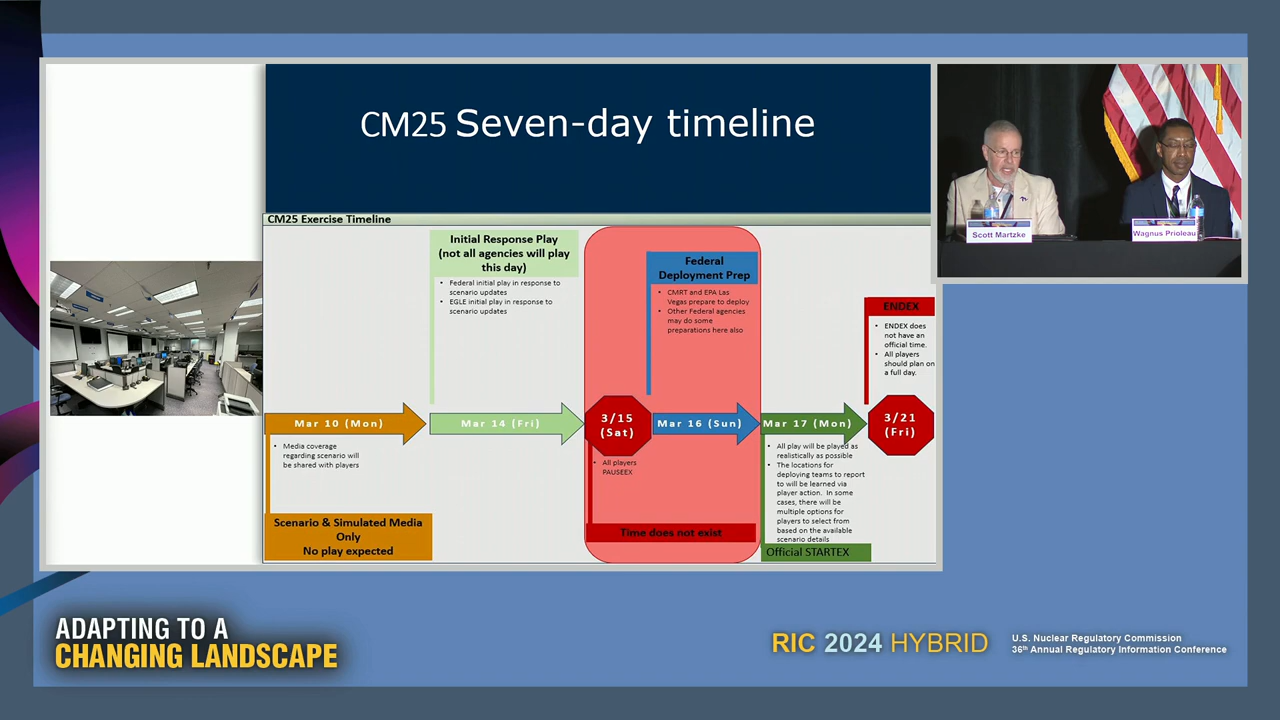 CM25 Seven-day timeline
CM25 Exercise Timeline
Initial Response Play
(not all agencies will play
this day)
• Federal initial play in response to
scenario updates
• EGLE initial play in response to
scenario updates
Federal
Deployment Prep
• CMRT and EPA Las
Vegas prepare to deploy
• Other Federal agencies
may do some
preparations here also
ENDEX
• ENDEX does
not have an
official time.
• All players
should plan on
a full day.
Mar 10 (Mon)
Mar 14 (Fri)
3/15
(Sat)
Mar 16 (Sun)
Mar 17 (Mon)
3/21
(Fri)
• Media coverage
regarding scenario will
be shared with players
Scenario & Simulated Media
Only
No play expected
• All players
PAUSEEX
Time does not exist
• All play will be played as
realistically as possible
• The locations for
deploying teams to report
to will be learned via
player action. In some
cases, there will be
multiple options for
players to select from
based on the available
scenario details
Official STARTEX
Scott Martzke
Wagnus Prioleau
ADAPTING TO A
CHANGING LANDSCAPE
RIC 2024 HYBRID
U.S. Nuclear Regulatory Commission
36th Annual Regulatory Information Conference